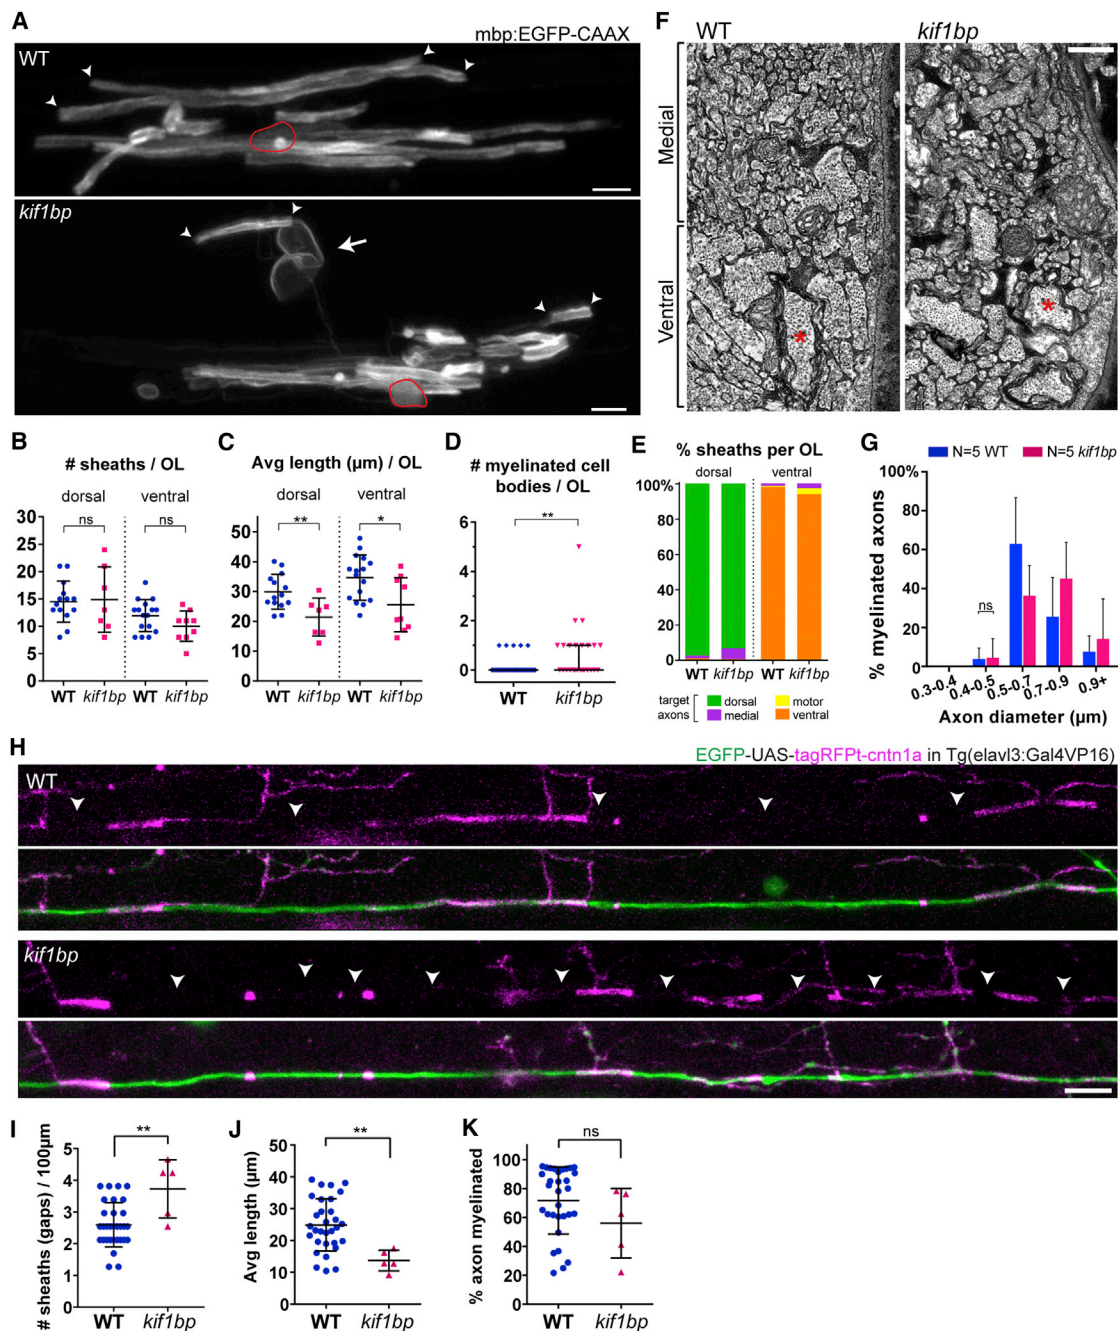 A
mbp:EGFP-CAAX
WT
kif1bp
F
WT
kif1bp
Medial
Ventral
*
*
B
# sheaths / OL
dorsal
ventral
ns
ns
30
25
20
15
10
5
0
WT
kif1bp
WT
kif1bp
C
Avg length (µm) / OL
dorsal
ventral
**
*
50
40
30
20
10
0
WT
kif1bp
WT
kif1bp
D
# myelinated cell
bodies / OL
**
6
4
2
0
WT
kif1bp
E
% sheaths per OL
dorsal
ventral
100%
80
60
40
20
0
WT
kif1bp
WT
kif1bp
target
axons
dorsal
medial
motor
ventral
G
N=5 WT
N=5 kif1bp
% myelinated axons
100%
80
60
40
20
0
ns
0.3-0.4
0.4-0.5
0.5-0.7
0.7-0.9
0.9+
Axon diameter (µm)
H
EGFP-UAS-tagRFPt-cntn1a in Tg(elavl3:Gal4VP16)
WT
kif1bp
I
# sheaths (gaps) / 100µm
**
5
4
3
2
1
0
WT
kif1bp
J
Avg length (µm)
**
50
40
30
20
10
0
WT
kif1bp
K
% axon myelinated
ns
100
80
60
40
20
0
WT
kif1bp